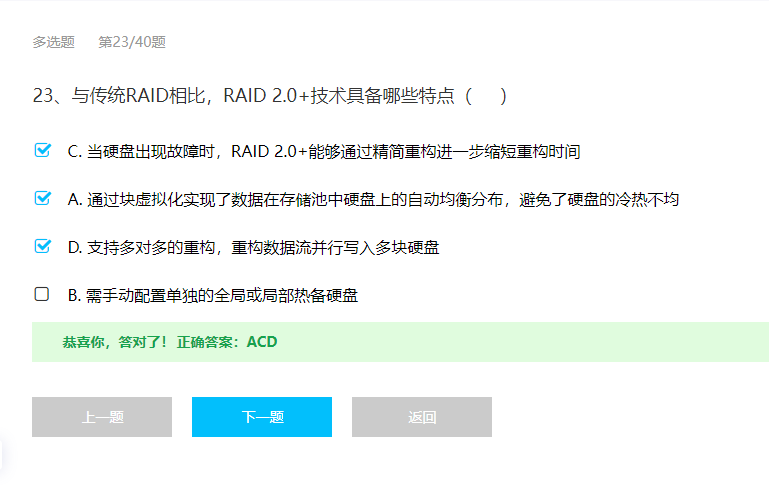 多选题 第23/40题
23、与传统RAID相比，RAID 2.0+技术具备哪些特点（ ）
C. 当硬盘出现故障时，RAID 2.0+能够通过精简重构进一步缩短重构时间
A. 通过块虚拟化实现了数据在存储池中硬盘上的自动均衡分布，避免了硬盘的冷热不均
D. 支持多对多的重构，重构数据流并行写入多块硬盘
B. 需手动配置单独的全局或局部热备硬盘
恭喜你，答对了！正确答案：ACD
上一题 下一题 返回